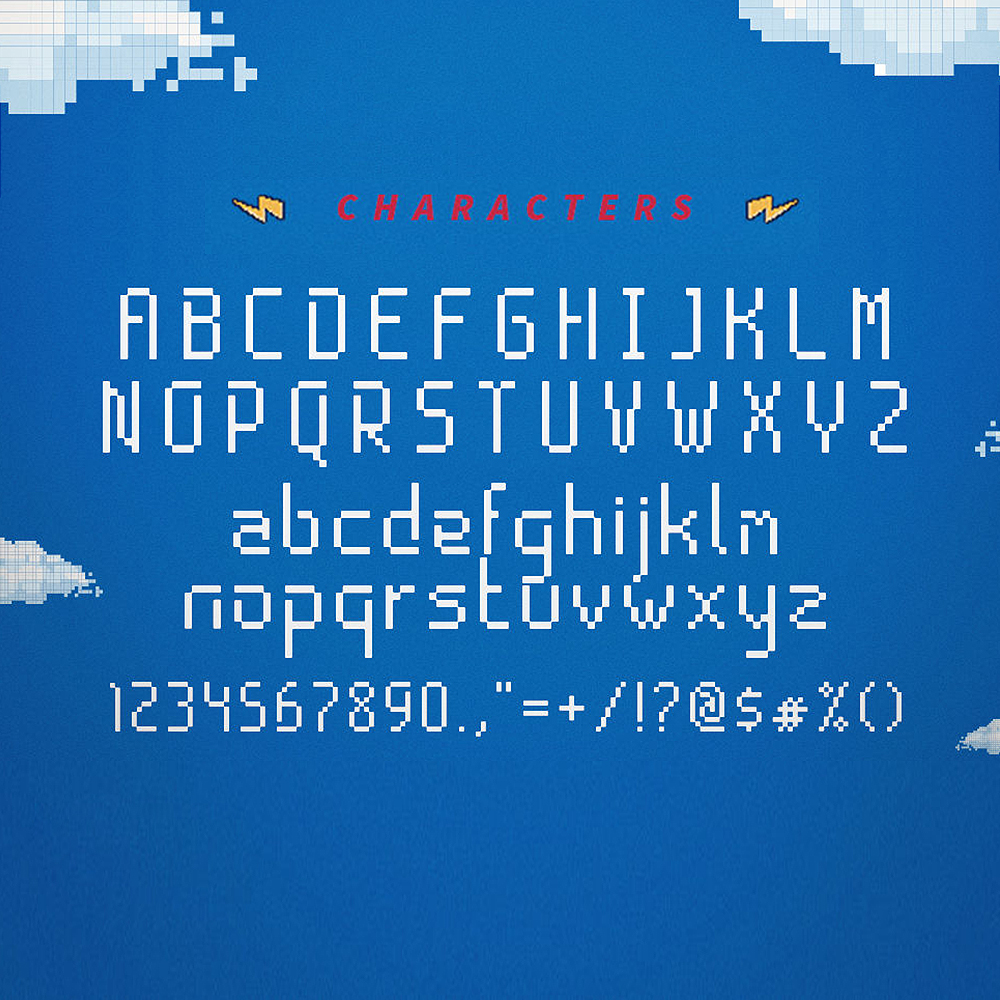 CHARACTERS
ABCDEFGHIJKLM
NOPQRSTUVWXYZ
abcdefghijklm
nopqrstuvwxyz
1234567890.,"=+/!?@$#%()